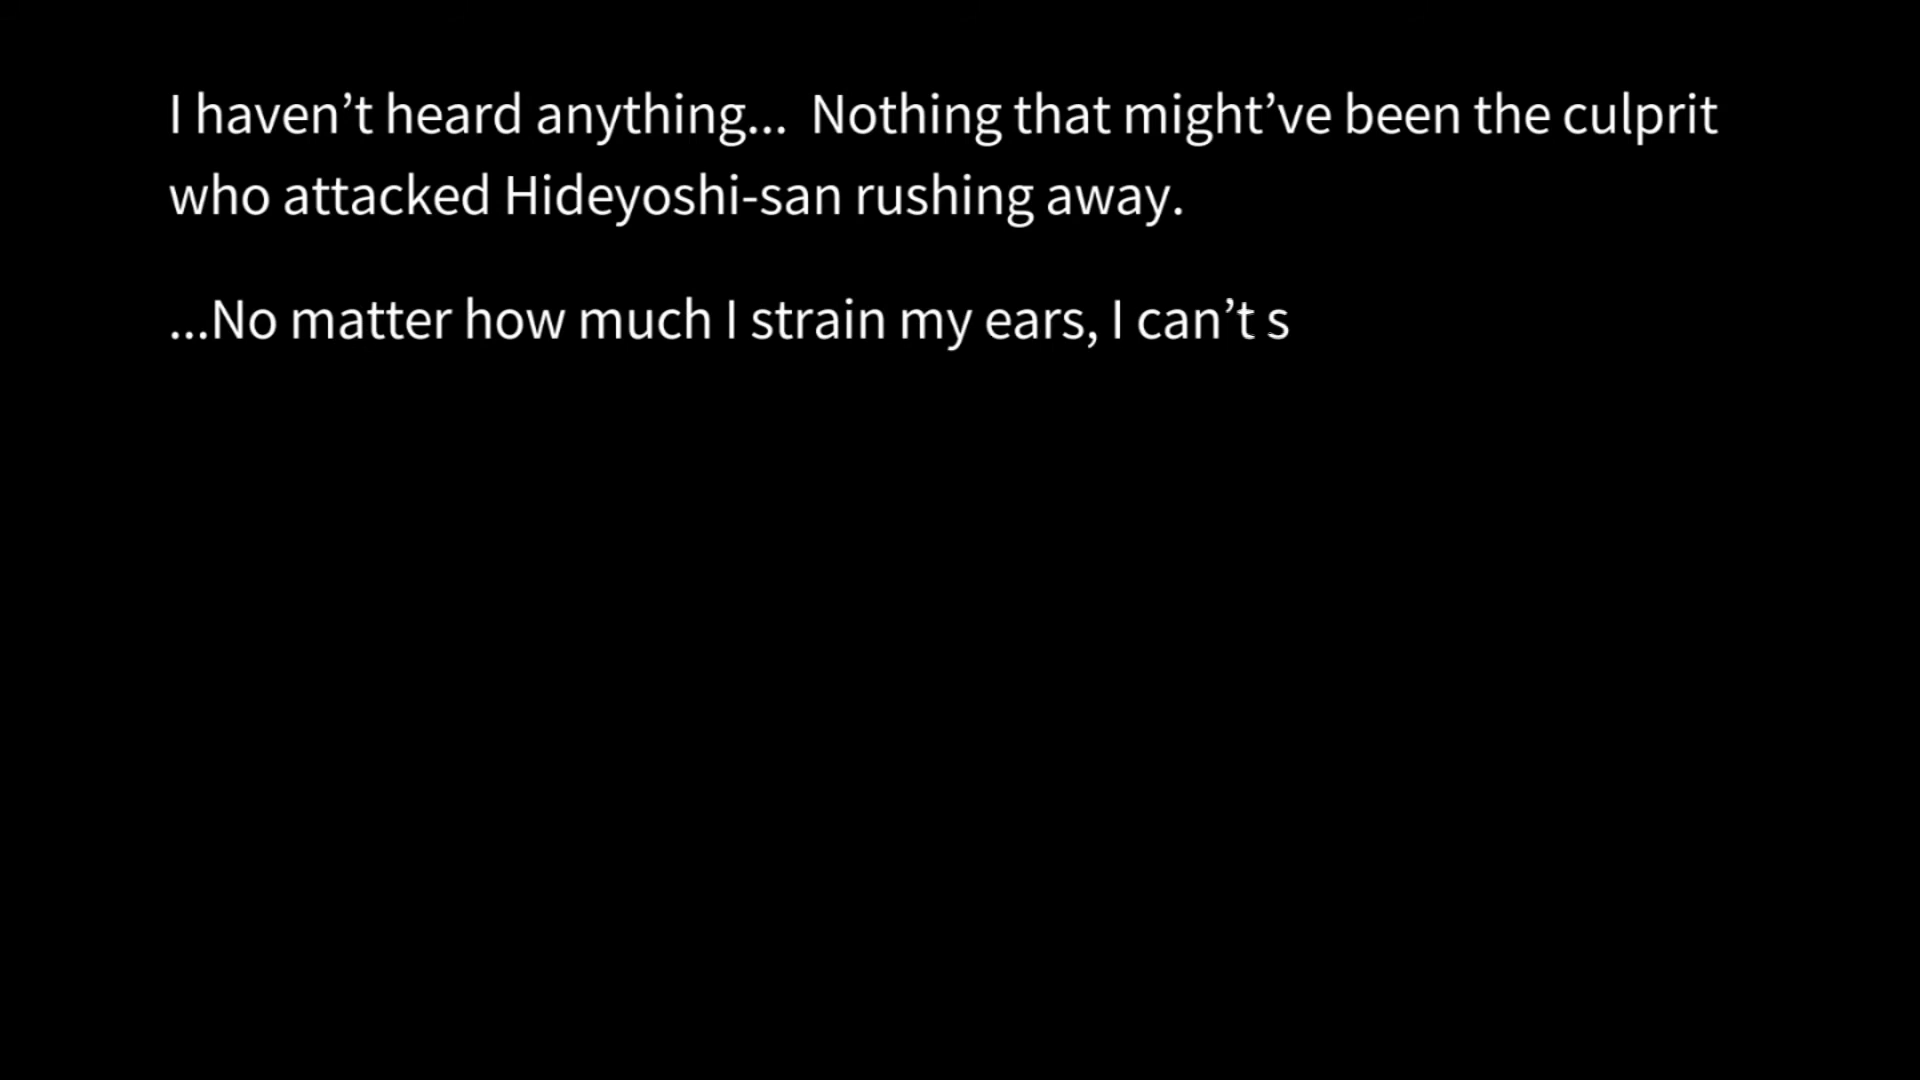 I haven’t heard anything...  Nothing that might’ve been the culprit
who attacked Hideyoshi-san rushing away.
...No matter how much I strain my ears, I can’t s